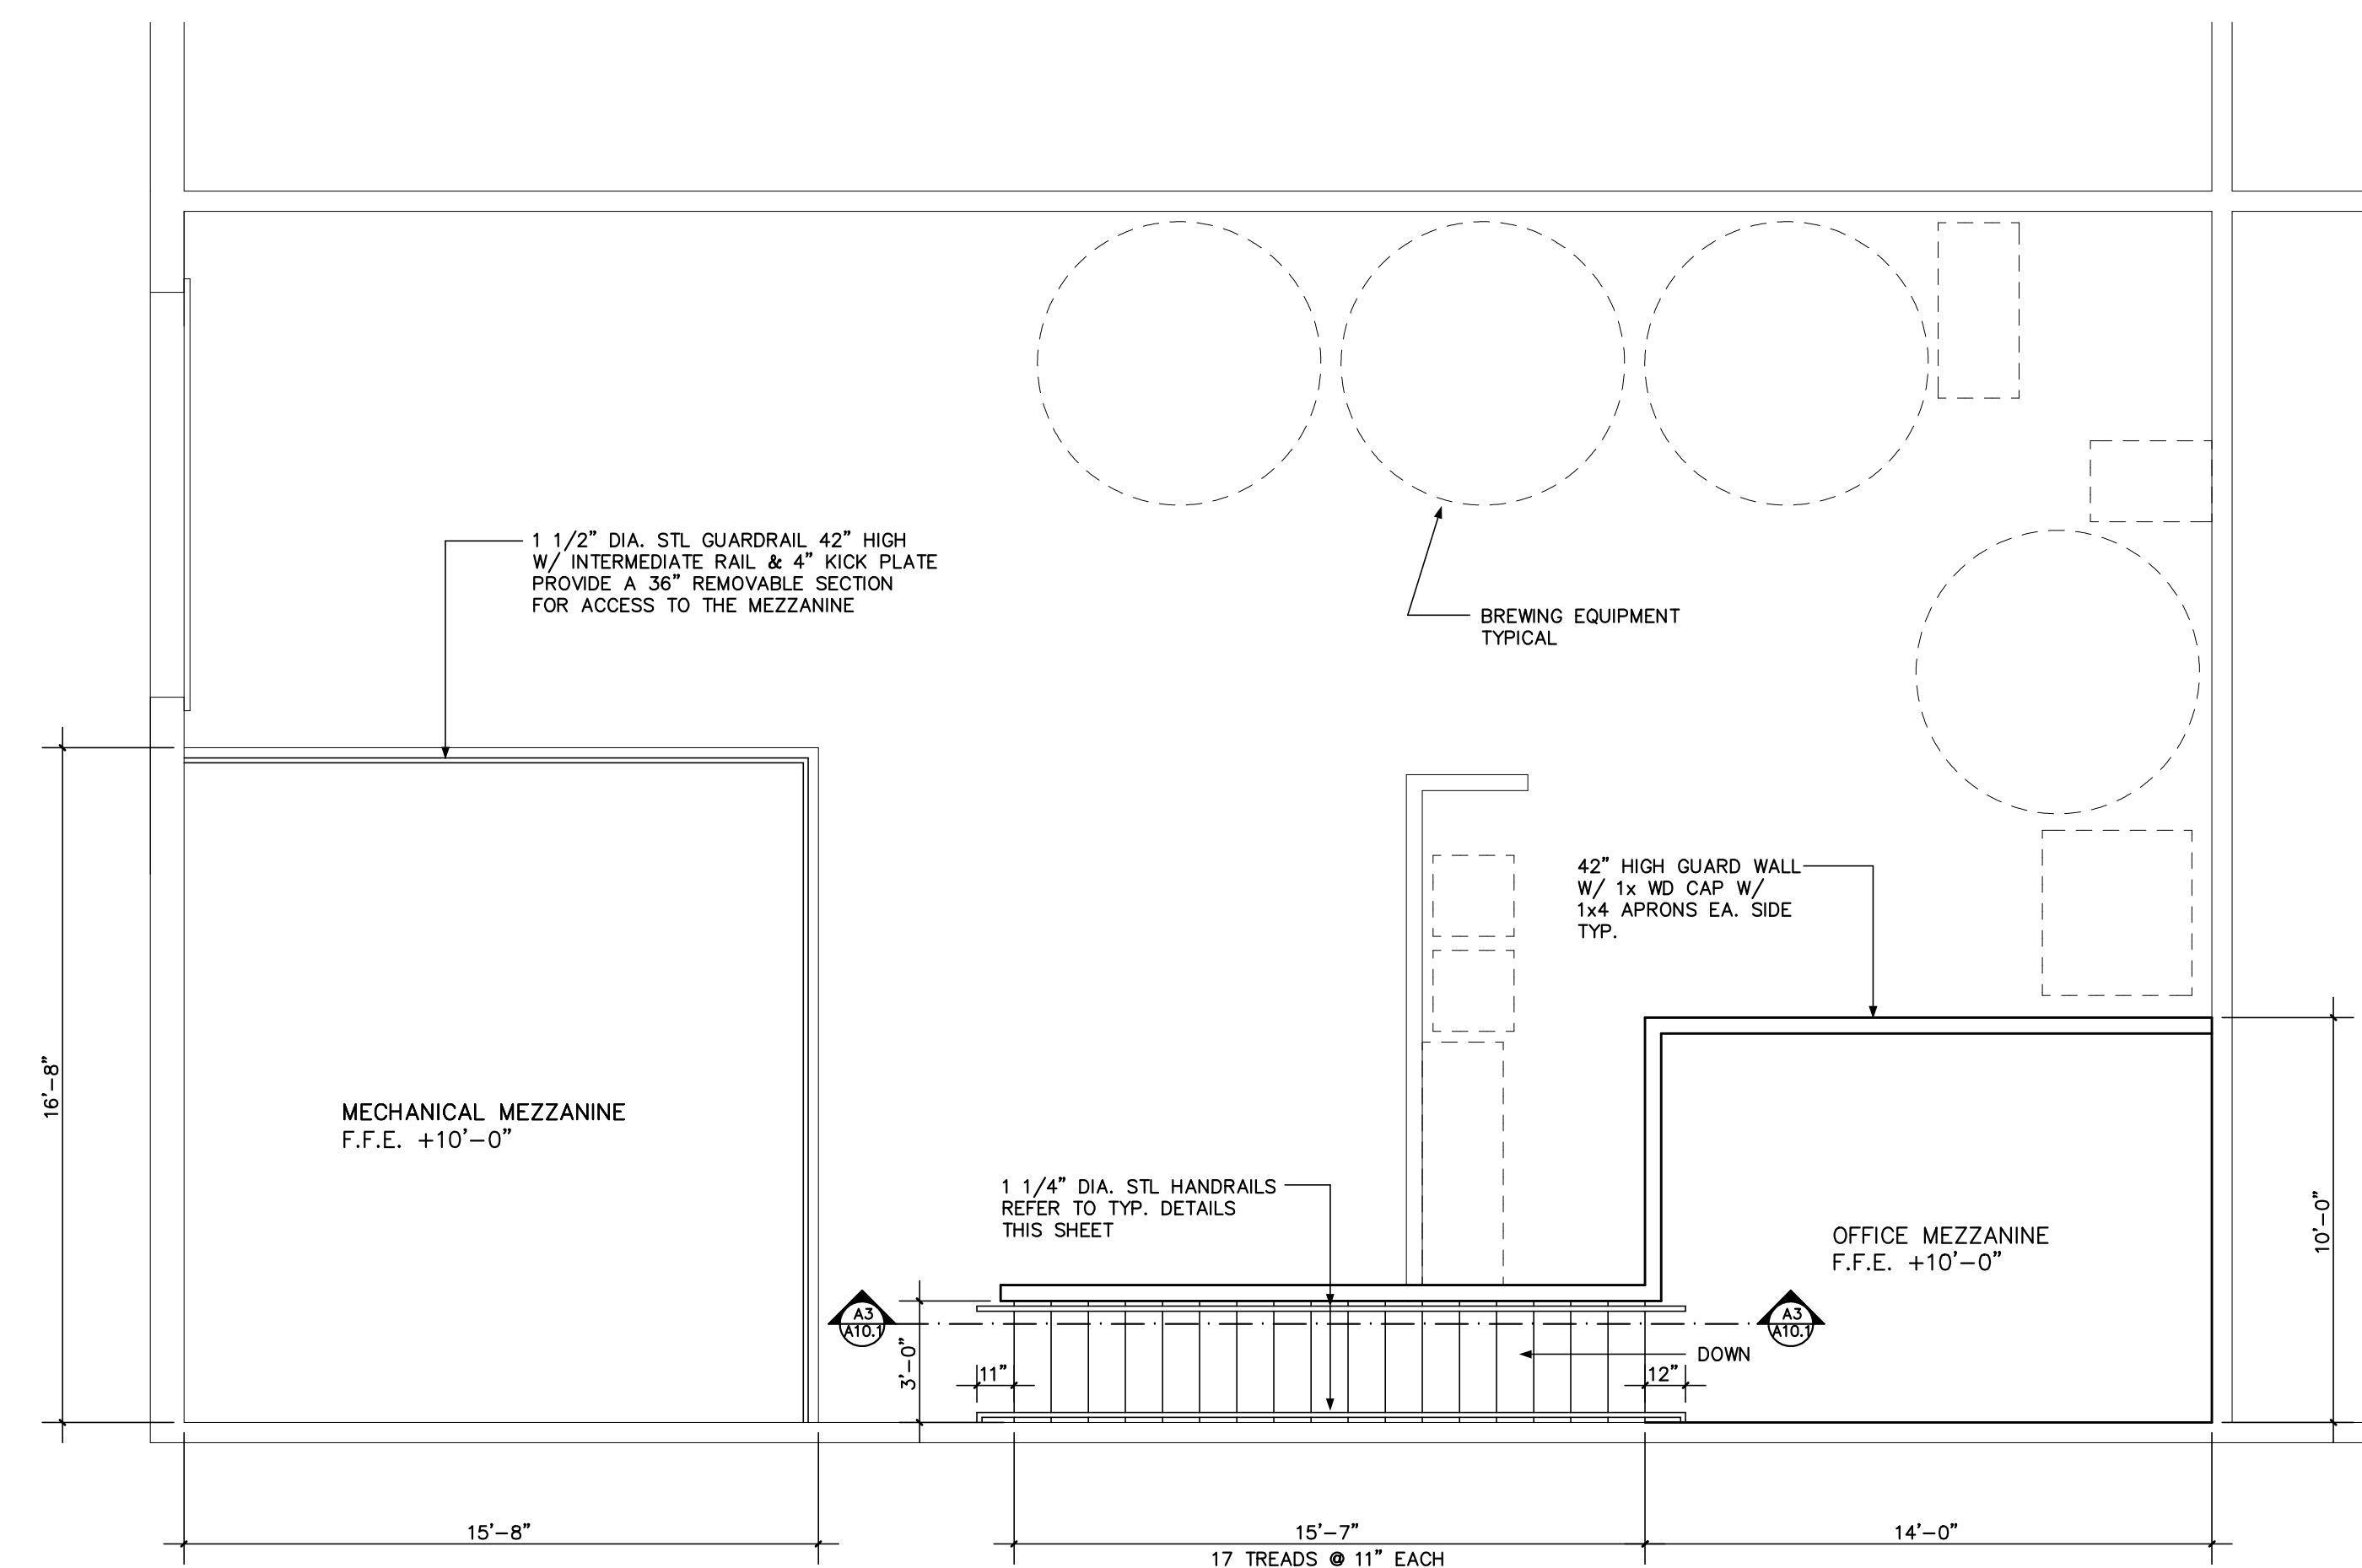 1 1/2” DIA. STL GUARDRAIL 42” HIGH
W/ INTERMEDIATE RAIL & 4” KICK PLATE
PROVIDE A 36” REMOVABLE SECTION
FOR ACCESS TO THE MEZZANINE
BREWING EQUIPMENT
TYPICAL
42” HIGH GUARD WALL
W/ 1x WD CAP W/
1x4 APRONS EA. SIDE
TYP.
16’-8”
MECHANICAL MEZZANINE
F.F.E. +10’-0”
1 1/4” DIA. STL HANDRAILS
REFER TO TYP. DETAILS
THIS SHEET
OFFICE MEZZANINE
F.F.E. +10’-0”
10’-0”
A3
A10.1
A3
A10.1
3’-0”
DOWN
11”
12”
15’-8”
15’-7”
14’-0”
17 TREADS @ 11” EACH